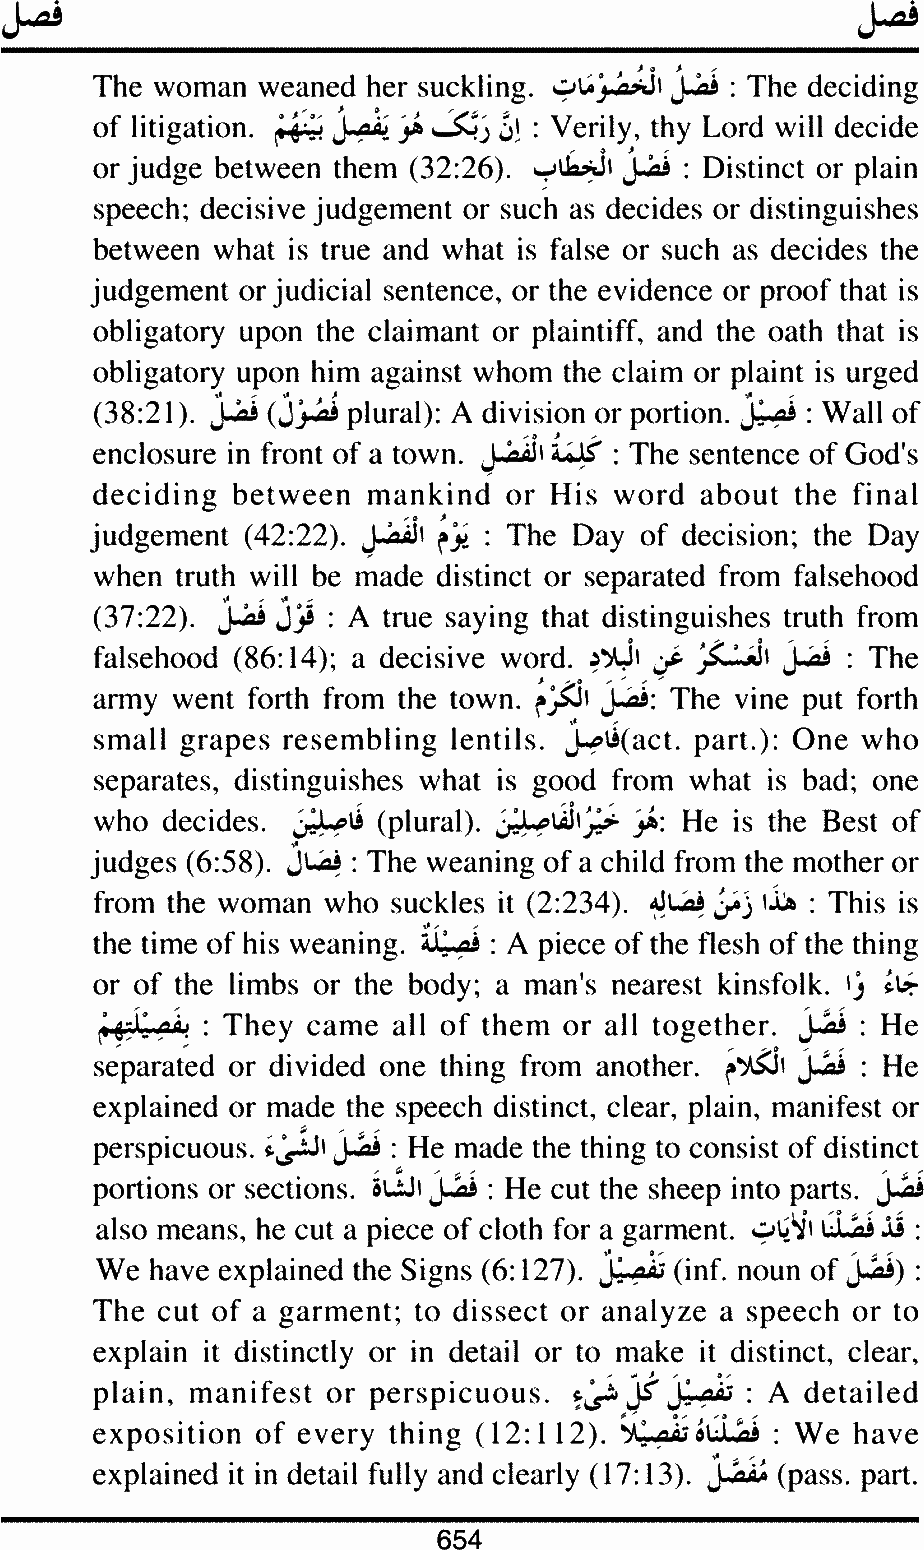 فصل فصل
The woman weaned her suckling. فَصْلُ الْخُصُوْمَاتِ : The deciding
of litigation. اِنَّ رَبَّكَ هُوَ يَفْصِلُ بَيْنَهُمْ : Verily, thy Lord will decide
or judge between them (32:26). فَصْلُ الْخِطَابِ : Distinct or plain
speech; decisive judgement or such as decides or distinguishes
between what is true and what is false or such as decides the
judgement or judicial sentence, or the evidence or proof that is
obligatory upon the claimant or plaintiff, and the oath that is
obligatory upon him against whom the claim or plaint is urged
(38:21). فَصْلٌ (فُصُوْلٌ plural): A division or portion. فَصِيْلٌ : Wall of
enclosure in front of a town. كَلِمَةُ الْفَصْلِ : The sentence of God's
deciding between mankind or His word about the final
judgement (42:22). يَوْمُ الْفَصْلِ : The Day of decision; the Day
when truth will be made distinct or separated from falsehood
(37:22). قَوْلٌ فَصْلٌ : A true saying that distinguishes truth from
falsehood (86:14); a decisive word. فَصَلَ الْعَسْكَرُ عَنِ الْبِلاَدِ : The
army went forth from the town. فَصَلَ الْكَرْمُ: The vine put forth
small grapes resembling lentils. فَاصِلٌ(act. part.): One who
separates, distinguishes what is good from what is bad; one
who decides. فَاصِلِيْنَ (plural). هُوَ خَيْرُالْفَاصِلِيْنَ: He is the Best of
judges (6:58). فِصَالٌ : The weaning of a child from the mother or
from the woman who suckles it (2:234). هٰذَا زَمَنُ فِصَالِهٖ : This is
the time of his weaning. فَصِيْلَةٌ : A piece of the flesh of the thing
or of the limbs or the body; a man's nearest kinsfolk. جَاءُ وْا
بِفَصِيْلَتِهِمْ : They came all of them or all together. فَصَّلَ : He
separated or divided one thing from another. فَصَّلَ الْكَلاَمَ : He
explained or made the speech distinct, clear, plain, manifest or
perspicuous. فَصَّلَ الشَّيْءَ : He made the thing to consist of distinct
portions or sections. فَصَّلَ الشَّاةَ : He cut the sheep into parts. فَصَّلَ
also means, he cut a piece of cloth for a garment. قَدْ فَصَّلْنَا الْاٰيَاتِ :
We have explained the Signs (6:127). تَفْصِيْلٌ (inf. noun of فَصَّلَ) :
The cut of a garment; to dissect or analyze a speech or to
explain it distinctly or in detail or to make it distinct, clear,
plain, manifest or perspicuous. تَفْصِيْلَ كُلِّ شَيْءٍ : A detailed
exposition of every thing (12:112). فَصَّلْنَاهُ تَفْصِيْلاً : We have
explained it in detail fully and clearly (17:13). مُفَصَّلٌ (pass. part.
654